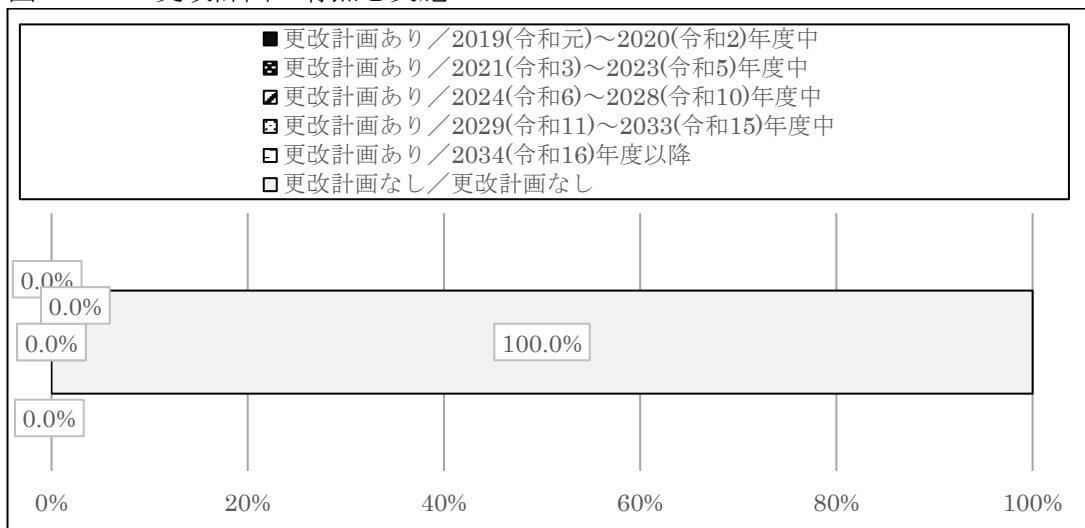 ■更改計画あり／2019(令和元)～2020(令和2)年度中
更改計画あり／2021(令和3)～2023(令和5)年度中
更改計画あり／2024(令和6)～2028(令和10)年度中
更改計画あり／2029(令和11)～2033(令和15)年度中
更改計画あり／2034(令和16)年度以降
更改計画なし／更改計画なし
0.0%
0.0%
0.0% 100.0%
0.0%
0% 20% 40% 60% 80% 100%